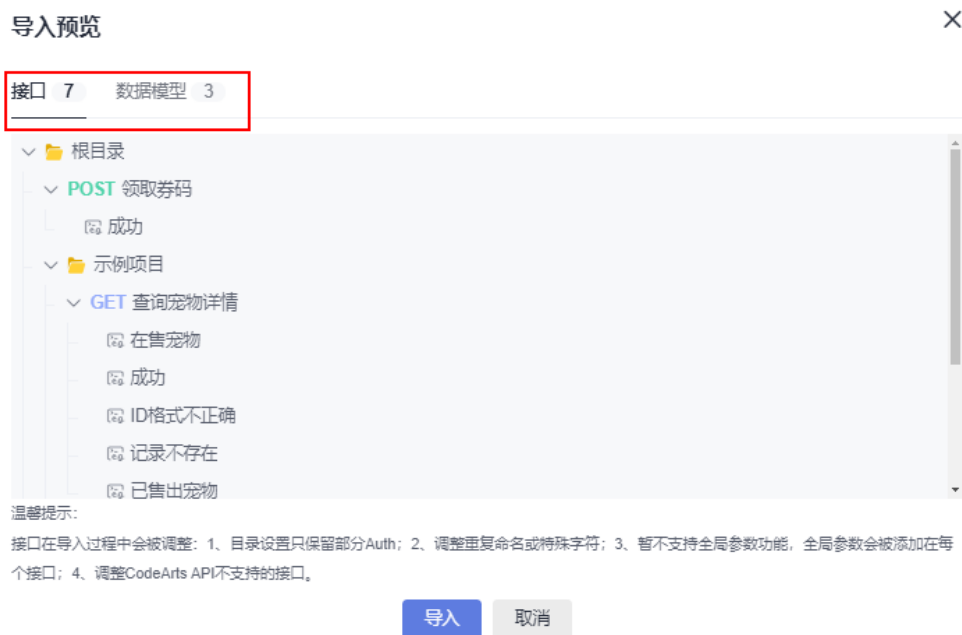 导入预览
接口 7 数据模型 3
根目录
POST 领取券码
成功
示例项目
GET 查询宠物详情
在售宠物
成功
ID格式不正确
记录不存在
已售出宠物
温馨提示：
接口在导入过程中会被调整：1、目录设置只保留部分Auth；2、调整重复命名或特殊字符；3、暂不支持全局参数功能，全局参数会被添加在每
个接口；4、调整CodeArts API不支持的接口。
导入 取消